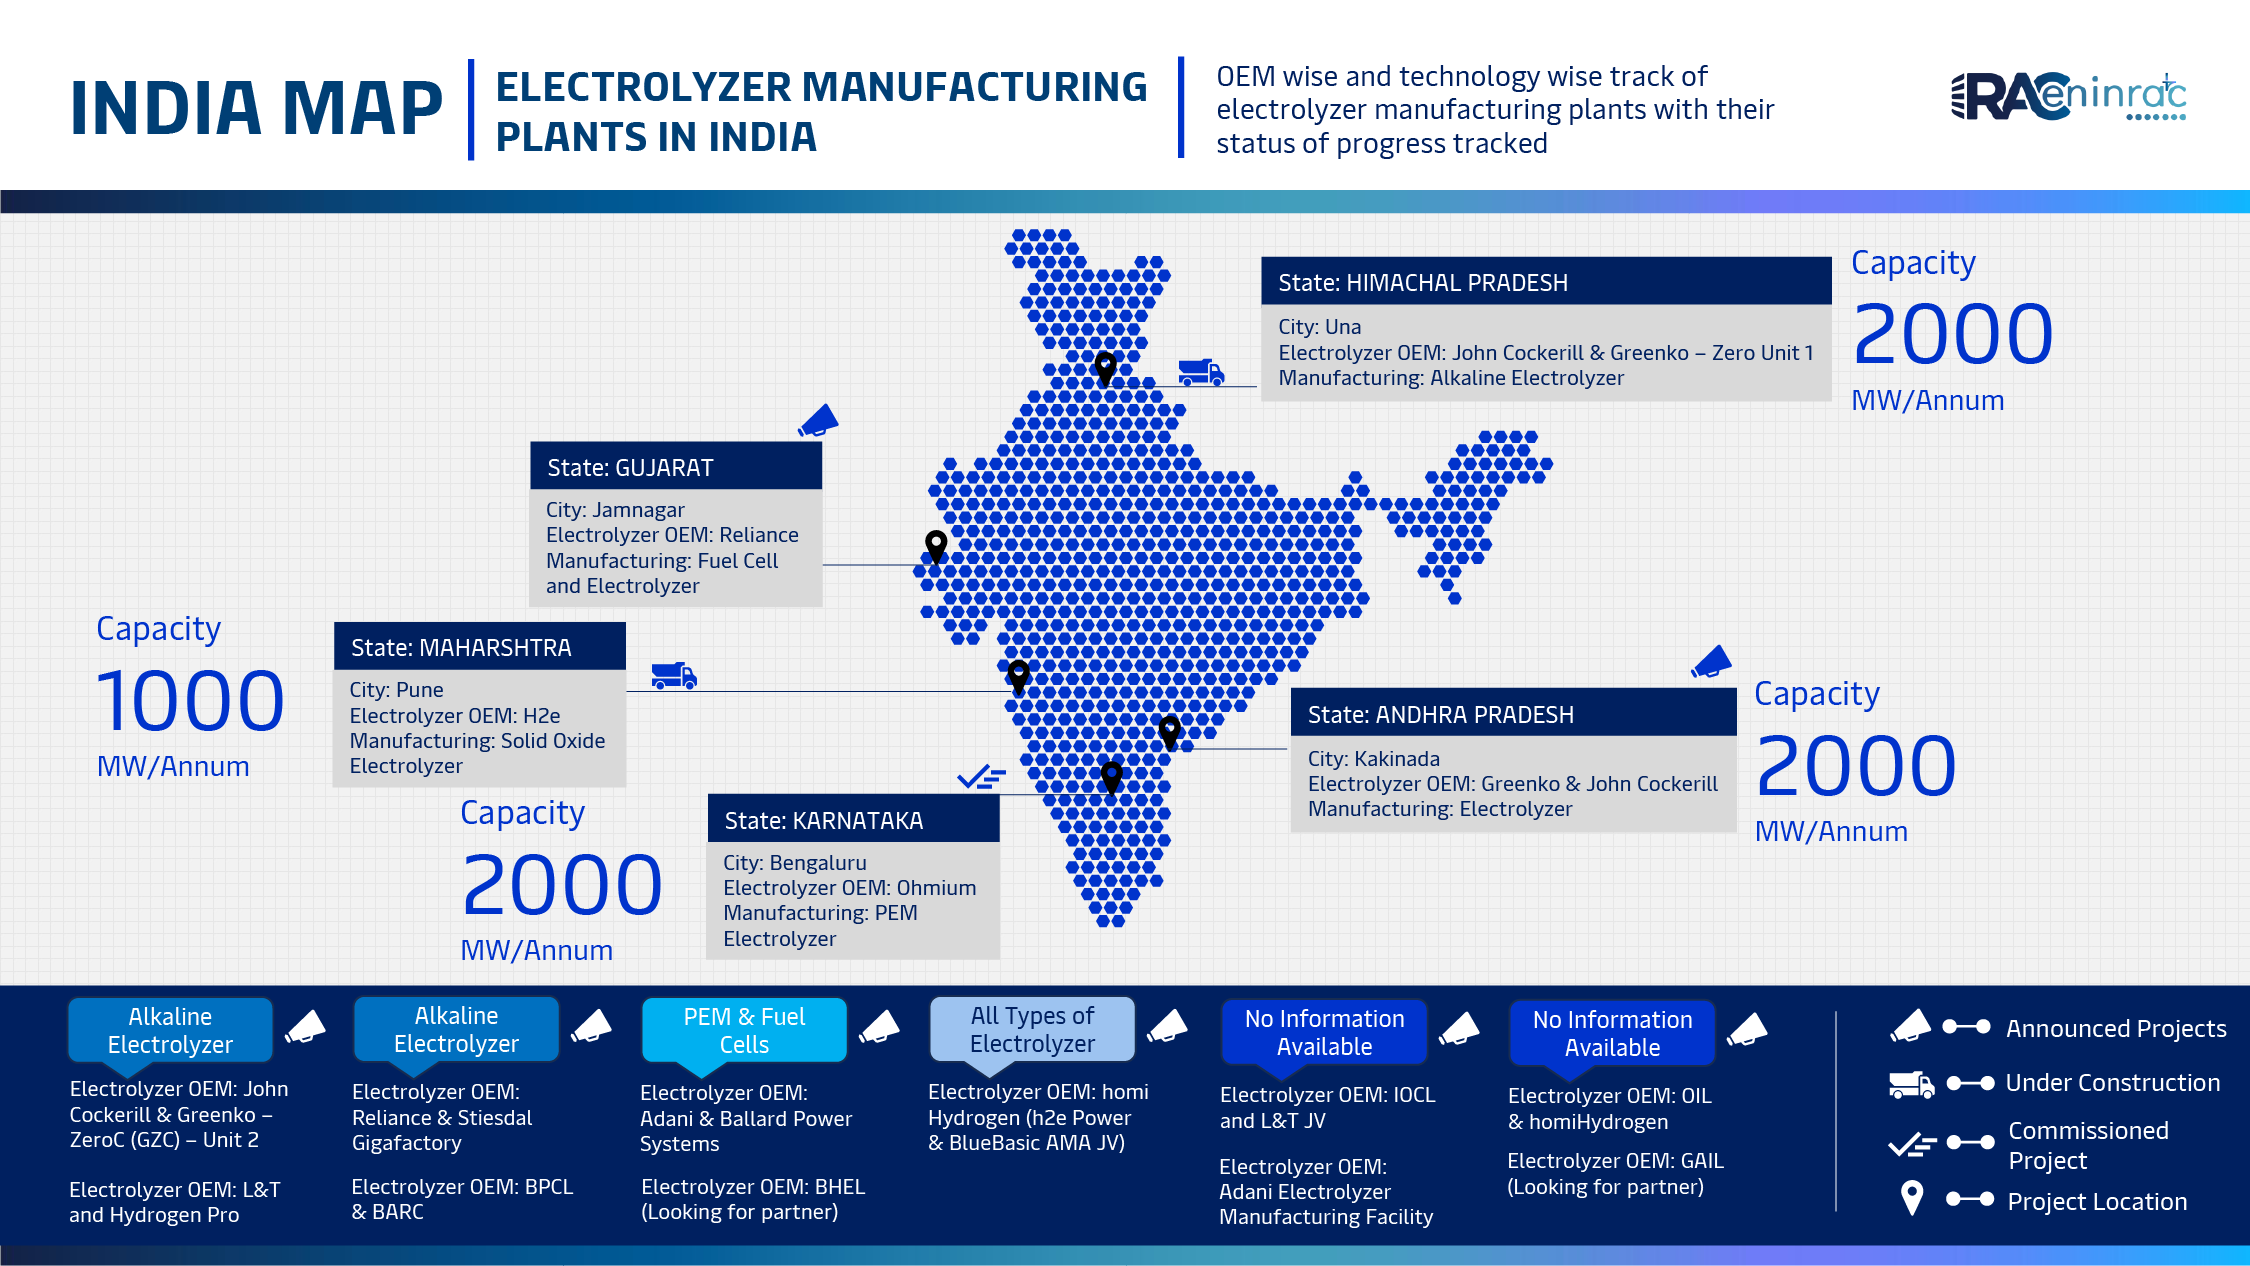 INDIA MAP
ELECTROLYZER MANUFACTURING
PLANTS IN INDIA
OEM wise and technology wise track of
electrolyzer manufacturing plants with their
status of progress tracked
RAC eninrac
State: HIMACHAL PRADESH
City: Una
Electrolyzer OEM: John Cockerill & Greenko – Zero Unit 1
Manufacturing: Alkaline Electrolyzer
Capacity
2000
MW/Annum
State: GUJARAT
City: Jamnagar
Electrolyzer OEM: Reliance
Manufacturing: Fuel Cell
and Electrolyzer
Capacity
1000
MW/Annum
State: MAHARSHTRA
City: Pune
Electrolyzer OEM: H2e
Manufacturing: Solid Oxide
Electrolyzer
State: ANDHRA PRADESH
City: Kakinada
Electrolyzer OEM: Greenko & John Cockerill
Manufacturing: Electrolyzer
Capacity
2000
MW/Annum
Capacity
2000
MW/Annum
State: KARNATAKA
City: Bengaluru
Electrolyzer OEM: Ohmium
Manufacturing: PEM
Electrolyzer
Alkaline
Electrolyzer
Electrolyzer OEM: John
Cockerill & Greenko –
ZeroC (GZC) – Unit 2
Electrolyzer OEM: L&T
and Hydrogen Pro
Alkaline
Electrolyzer
Electrolyzer OEM:
Reliance & Stiesdal
Gigafactory
Electrolyzer OEM: BPCL
& BARC
PEM & Fuel
Cells
Electrolyzer OEM:
Adani & Ballard Power
Systems
Electrolyzer OEM: BHEL
(Looking for partner)
All Types of
Electrolyzer
Electrolyzer OEM: homi
Hydrogen (h2e Power
& BlueBasic AMA JV)
No Information
Available
Electrolyzer OEM: IOCL
and L&T JV
Electrolyzer OEM:
Adani Electrolyzer
Manufacturing Facility
No Information
Available
Electrolyzer OEM: OIL
& homiHydrogen
Electrolyzer OEM: GAIL
(Looking for partner)
Announced Projects
Under Construction
Commissioned
Project
Project Location